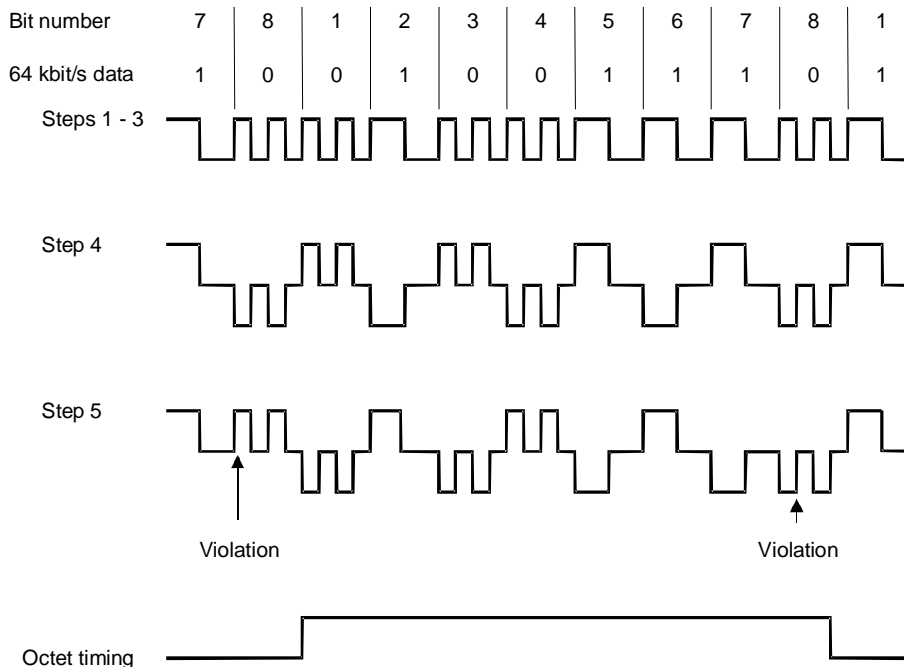 Bit number 7 8 1 2 3 4 5 6 7 8 1
64 kbit/s data 1 0 0 1 0 0 1 1 1 0 1
Steps 1 - 3
Step 4
Step 5
Violation Violation
Octet timing